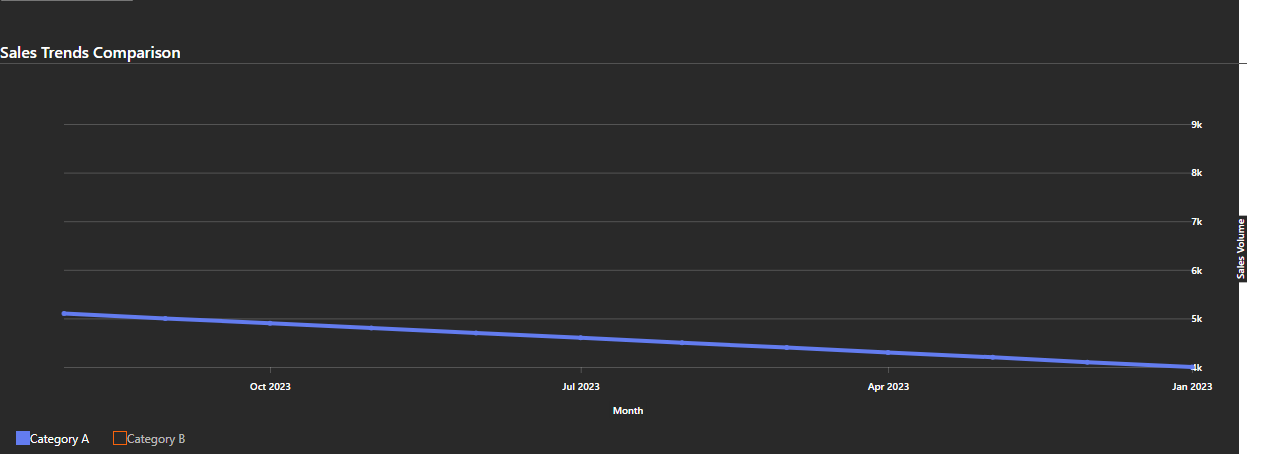 Sales Trends Comparison
9k
8k
7k
6k
5k
4k
Sales Volume
Oct 2023 Jul 2023 Apr 2023 Jan 2023
Month
Category A Category B